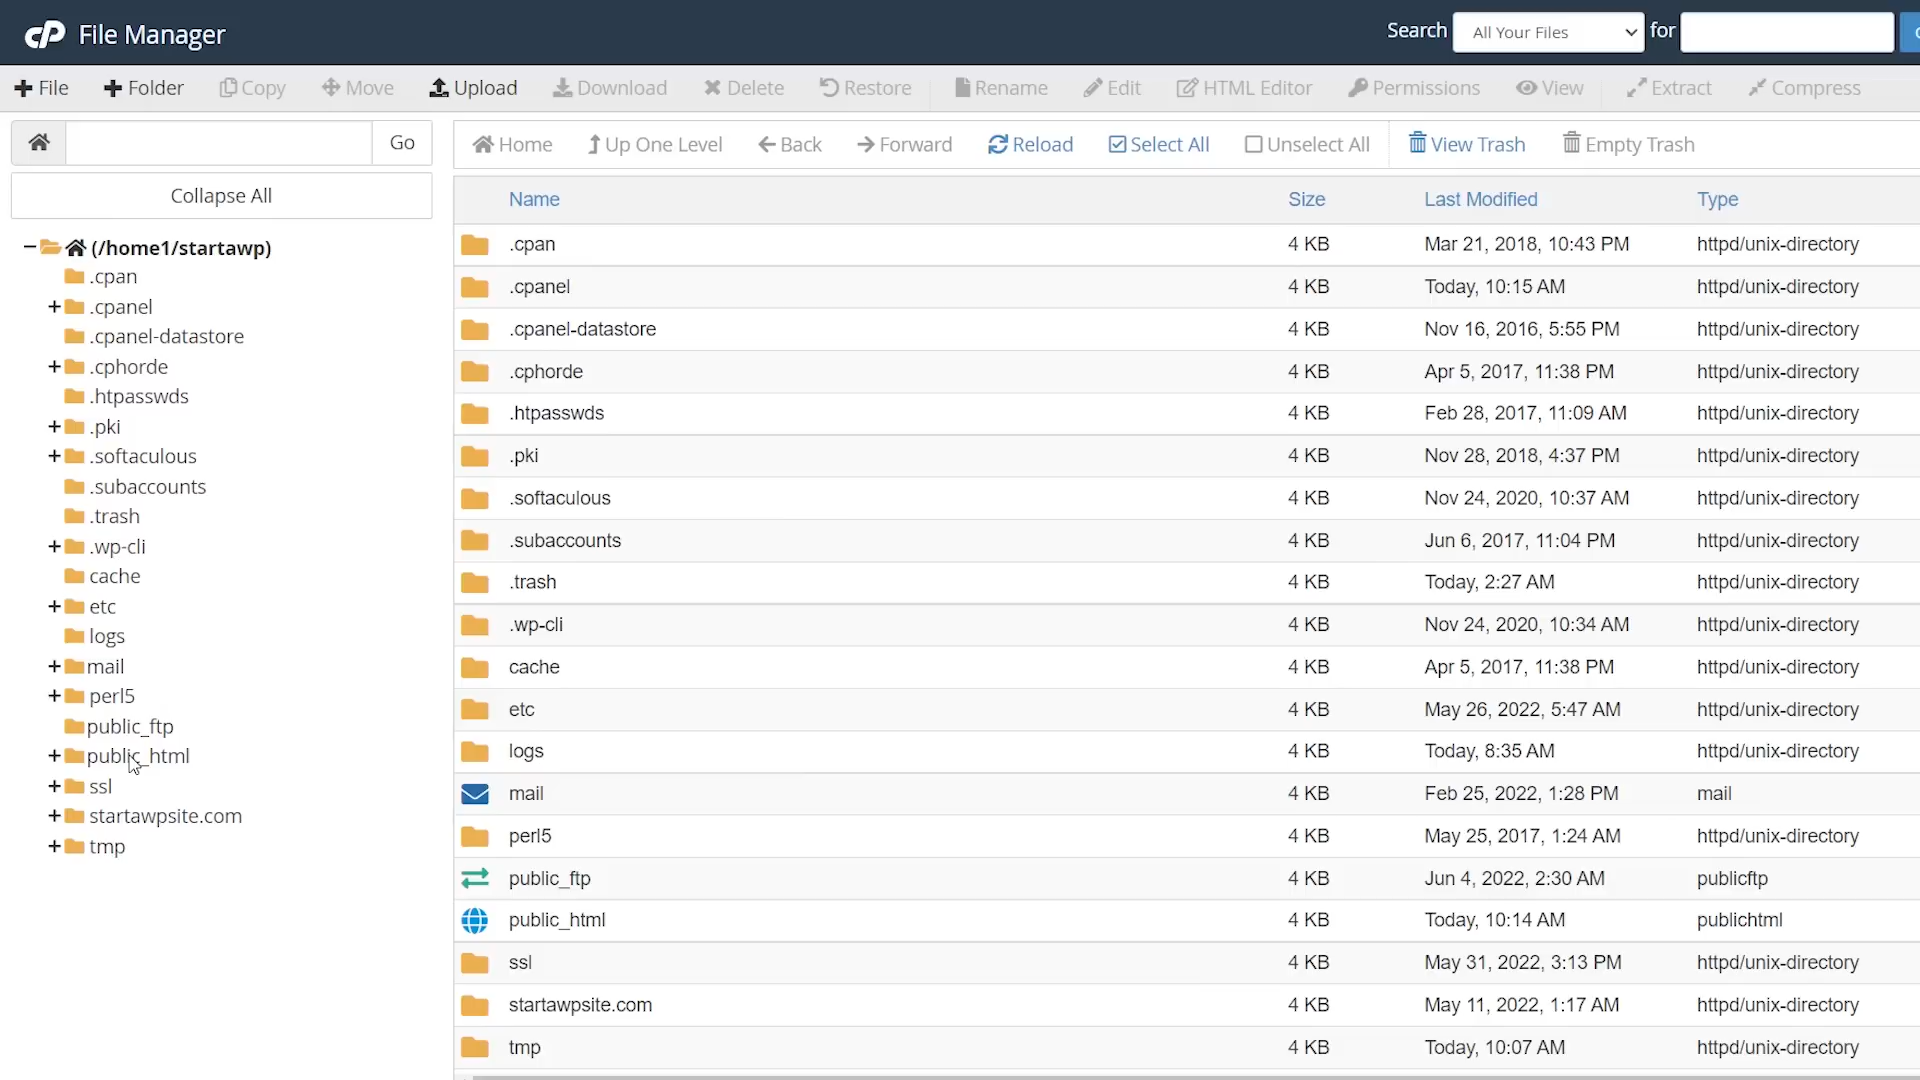 cP File Manager
Search All Your Files for
File Folder Copy Move Upload Download Delete Restore Rename Edit HTML Editor Permissions View Extract Compress
Go Home Up One Level Back Forward Reload Select All Unselect All View Trash Empty Trash
Collapse All
(/home1/startawp)
.cpan
.cpanel
.cpanel-datastore
.cphorde
.htpasswds
.pki
.softaculous
.subaccounts
.trash
.wp-cli
cache
etc
logs
mail
perl5
public_ftp
public_html
ssl
startawpsite.com
tmp
Name Size Last Modified Type
.cpan 4 KB Mar 21, 2018, 10:43 PM httpd/unix-directory
.cpanel 4 KB Today, 10:15 AM httpd/unix-directory
.cpanel-datastore 4 KB Nov 16, 2016, 5:55 PM httpd/unix-directory
.cphorde 4 KB Apr 5, 2017, 11:38 PM httpd/unix-directory
.htpasswds 4 KB Feb 28, 2017, 11:09 AM httpd/unix-directory
.pki 4 KB Nov 28, 2018, 4:37 PM httpd/unix-directory
.softaculous 4 KB Nov 24, 2020, 10:37 AM httpd/unix-directory
.subaccounts 4 KB Jun 6, 2017, 11:04 PM httpd/unix-directory
.trash 4 KB Today, 2:27 AM httpd/unix-directory
.wp-cli 4 KB Nov 24, 2020, 10:34 AM httpd/unix-directory
cache 4 KB Apr 5, 2017, 11:38 PM httpd/unix-directory
etc 4 KB May 26, 2022, 5:47 AM httpd/unix-directory
logs 4 KB Today, 8:35 AM httpd/unix-directory
mail 4 KB Feb 25, 2022, 1:28 PM mail
perl5 4 KB May 25, 2017, 1:24 AM httpd/unix-directory
public_ftp 4 KB Jun 4, 2022, 2:30 AM publicftp
public_html 4 KB Today, 10:14 AM publichtml
ssl 4 KB May 31, 2022, 3:13 PM httpd/unix-directory
startawpsite.com 4 KB May 11, 2022, 1:17 AM httpd/unix-directory
tmp 4 KB Today, 10:07 AM httpd/unix-directory